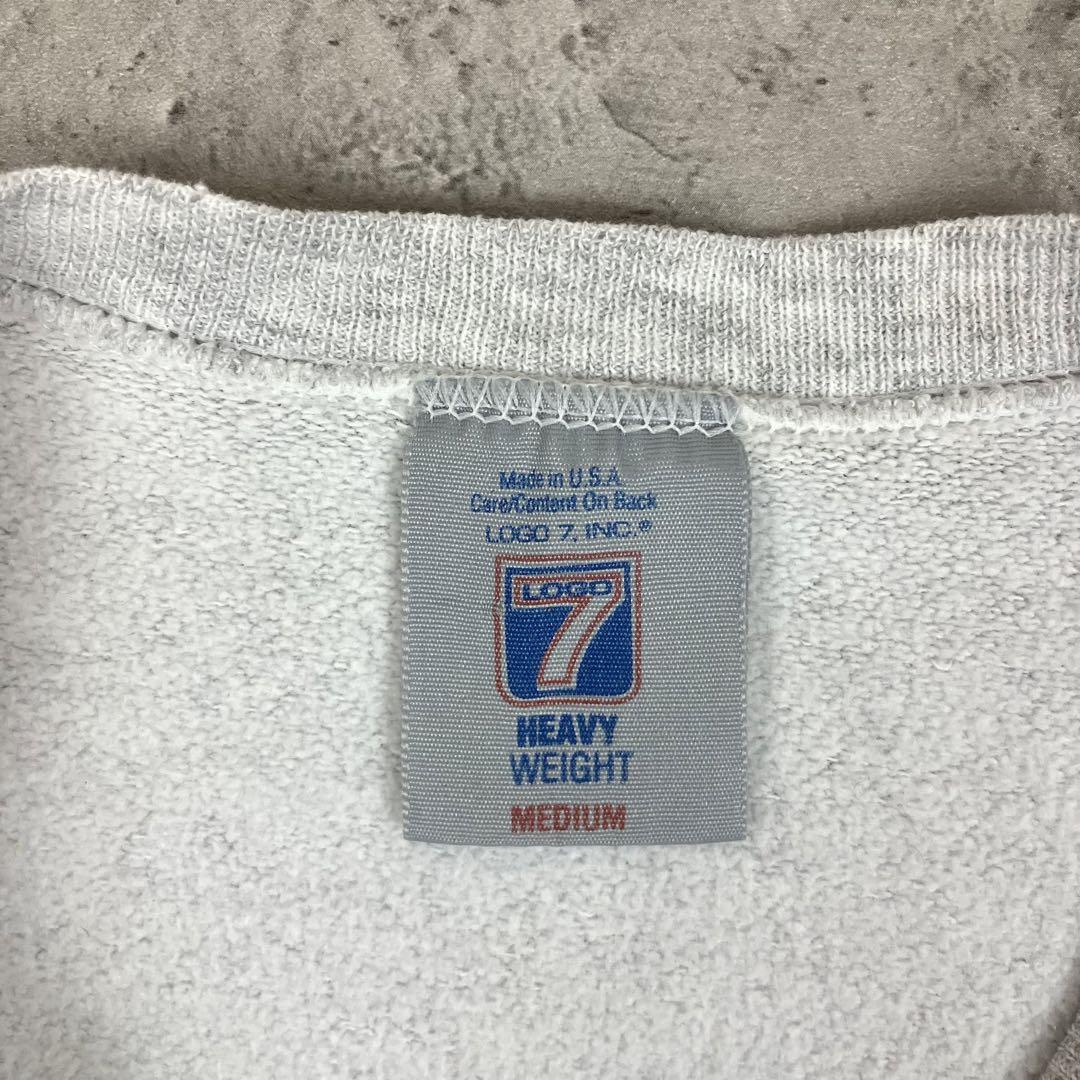 Made in U.S.A.
Care/Content On Back
LOGO 7, INC.®
LOGO
7
HEAVY
WEIGHT
MEDIUM